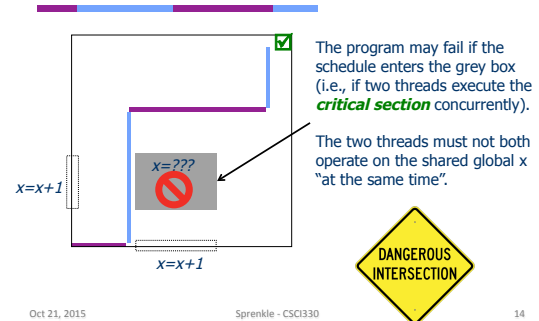 The program may fail if the
schedule enters the grey box
(i.e., if two threads execute the
critical section concurrently).
The two threads must not both
operate on the shared global x
“at the same time”.
x=???
x=x+1
x=x+1
DANGEROUS
INTERSECTION
Oct 21, 2015
Sprenkle - CSCI330
14